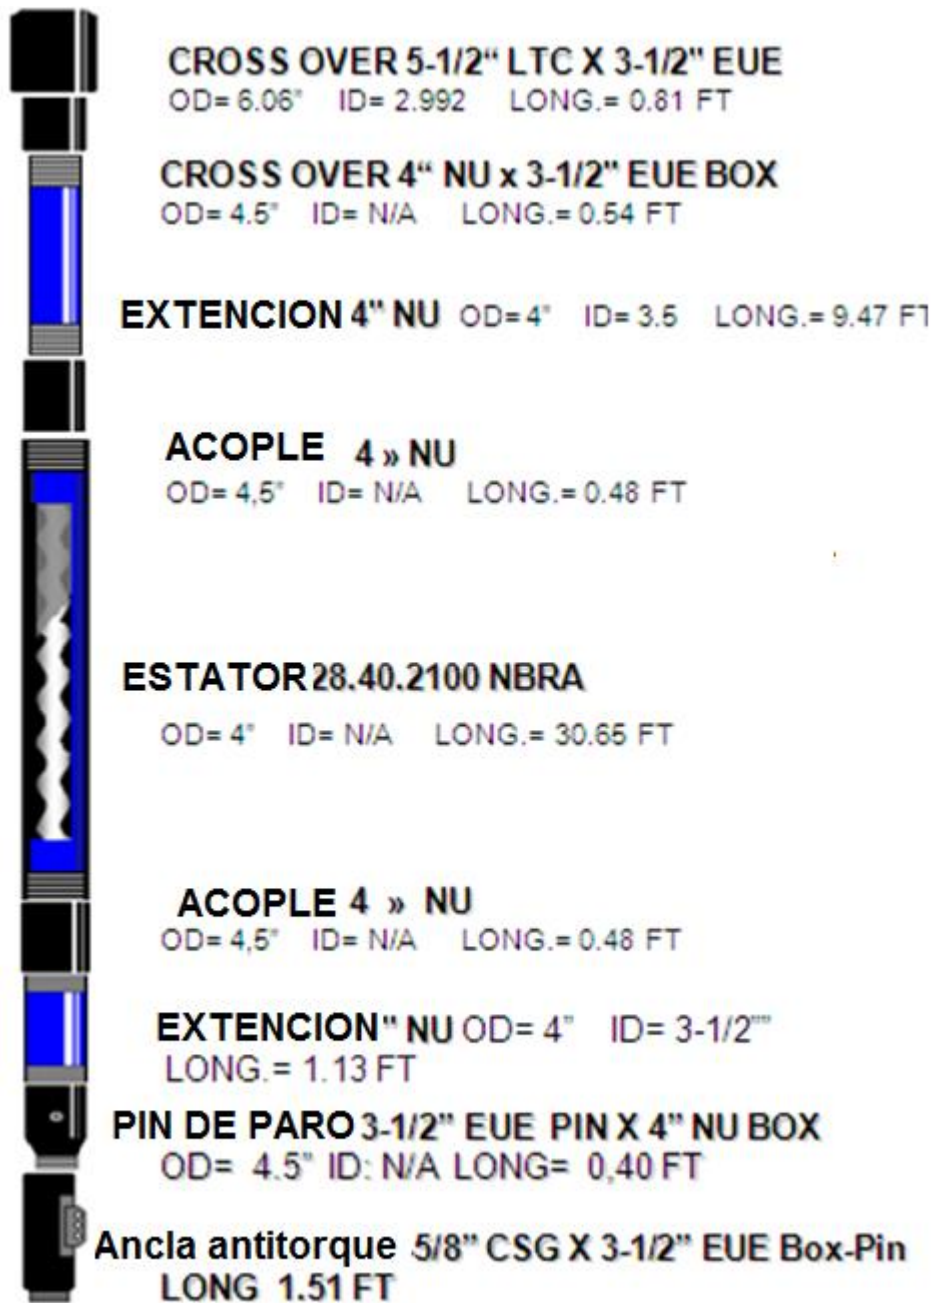 CROSS OVER 5-1/2“ LTC X 3-1/2” EUE
OD= 6.06” ID= 2.992 LONG.= 0.81 FT
CROSS OVER 4“ NU x 3-1/2” EUE BOX
OD= 4.5” ID= N/A LONG.= 0.54 FT
EXTENCION 4” NU OD= 4” ID= 3.5 LONG.= 9.47 FT
ACOPLE 4 » NU
OD= 4,5” ID= N/A LONG.= 0.48 FT
ESTATOR 28.40.2100 NBRA
OD= 4” ID= N/A LONG.= 30.65 FT
ACOPLE 4 » NU
OD= 4,5” ID= N/A LONG.= 0.48 FT
EXTENCION" NU OD= 4” ID= 3-1/2””
LONG.= 1.13 FT
PIN DE PARO 3-1/2” EUE PIN X 4” NU BOX
OD= 4.5” ID: N/A LONG= 0,40 FT
Ancla antitorque 5/8” CSG X 3-1/2” EUE Box-Pin
LONG 1.51 FT